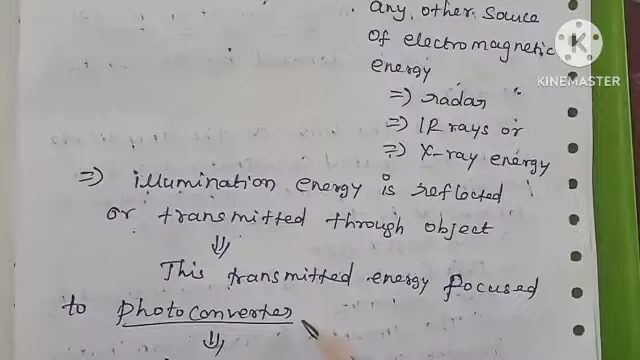 any other source
of electromagnetic
energy
=) radar
=) IR rays or
=) X-ray energy
=) illumination energy is reflected
or transmitted through object
⇓
This transmitted energy focused
to photoconverter
⇓
K
KINEMASTER